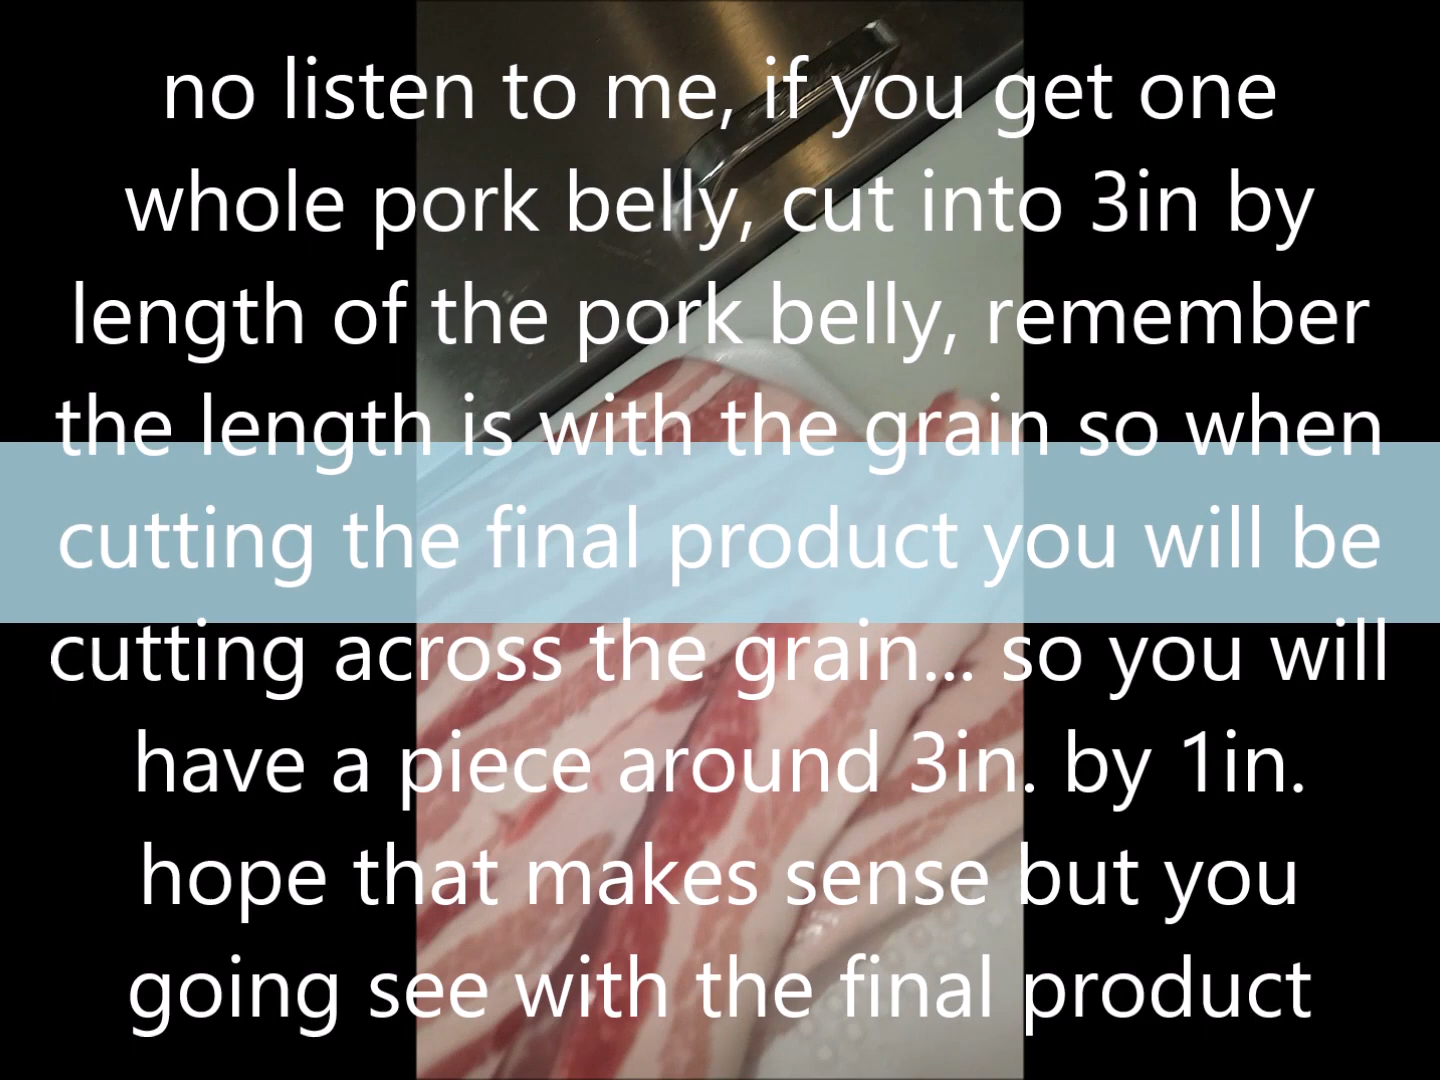 no listen to me, if you get one
whole pork belly, cut into 3in by
length of the pork belly, remember
the length is with the grain so when
cutting the final product you will be
cutting across the grain... so you will
have a piece around 3in. by 1in.
hope that makes sense but you
going see with the final product